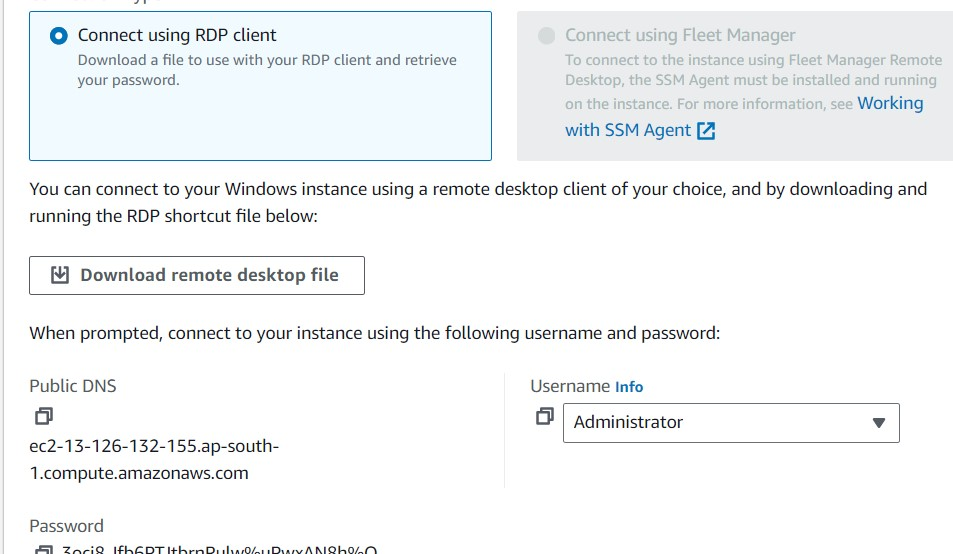 Connect using RDP client
Download a file to use with your RDP client and retrieve
your password.
Connect using Fleet Manager
To connect to the instance using Fleet Manager Remote
Desktop, the SSM Agent must be installed and running
on the instance. For more information, see Working
with SSM Agent
You can connect to your Windows instance using a remote desktop client of your choice, and by downloading and
running the RDP shortcut file below:
Download remote desktop file
When prompted, connect to your instance using the following username and password:
Public DNS
ec2-13-126-132-155.ap-south-
1.compute.amazonaws.com
Username Info
Administrator
Password